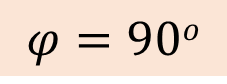 φ = 90ᵒ